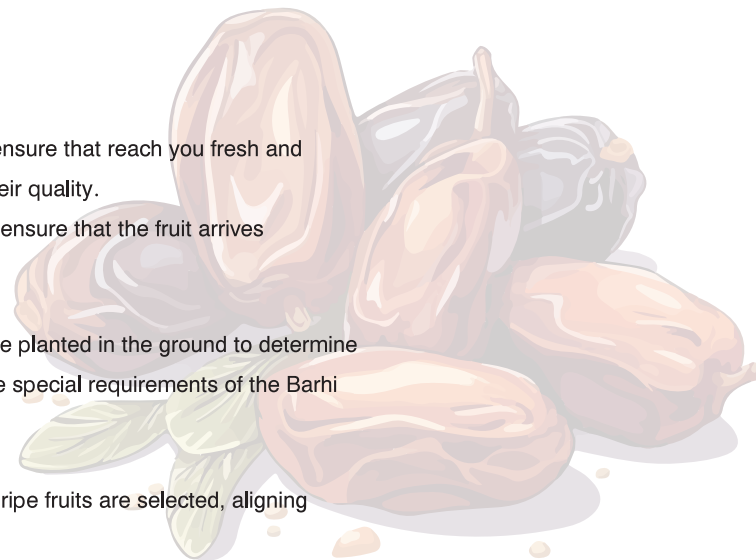 ensure that reach you fresh and
eir quality.
ensure that the fruit arrives
e planted in the ground to determine
e special requirements of the Barhi
ripe fruits are selected, aligning